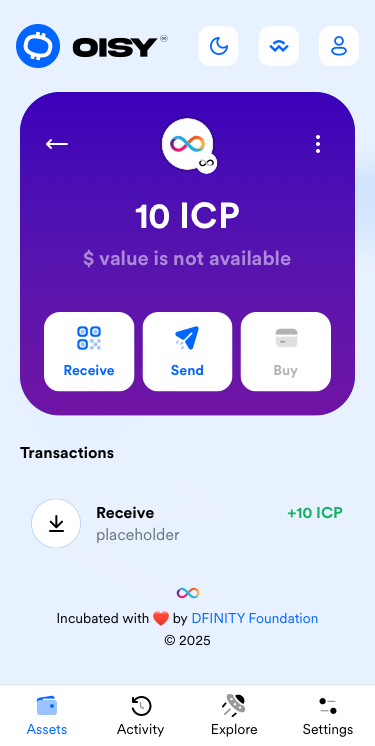 OISY
10 ICP
$ value is not available
Receive
Send
Buy
Transactions
Receive
+10 ICP
placeholder
Incubated with ❤️ by DFINITY Foundation
© 2025
Assets
Activity
Explore
Settings